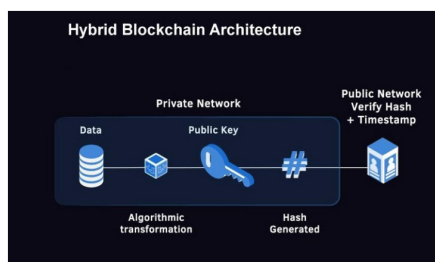 Hybrid Blockchain Architecture
Private Network
Public Network
Verify Hash
+ Timestamp
Data
Public Key
#
Algorithmic
transformation
Hash
Generated